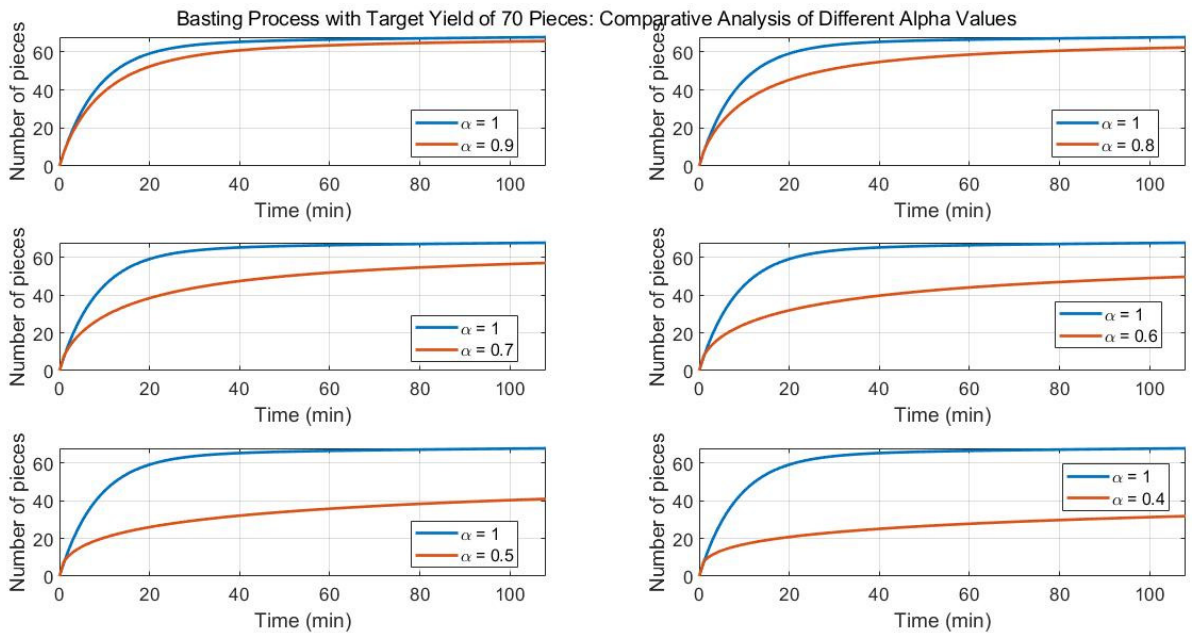 Basting Process with Target Yield of 70 Pieces: Comparative Analysis of Different Alpha Values
Number of pieces
60
40
20
0
α = 1
α = 0.9
0 20 40 60 80 100
Time (min)
Number of pieces
60
40
20
0
α = 1
α = 0.8
0 20 40 60 80 100
Time (min)
Number of pieces
60
40
20
0
α = 1
α = 0.7
0 20 40 60 80 100
Time (min)
Number of pieces
60
40
20
0
α = 1
α = 0.6
0 20 40 60 80 100
Time (min)
Number of pieces
60
40
20
0
α = 1
α = 0.5
0 20 40 60 80 100
Time (min)
Number of pieces
60
40
20
0
α = 1
α = 0.4
0 20 40 60 80 100
Time (min)